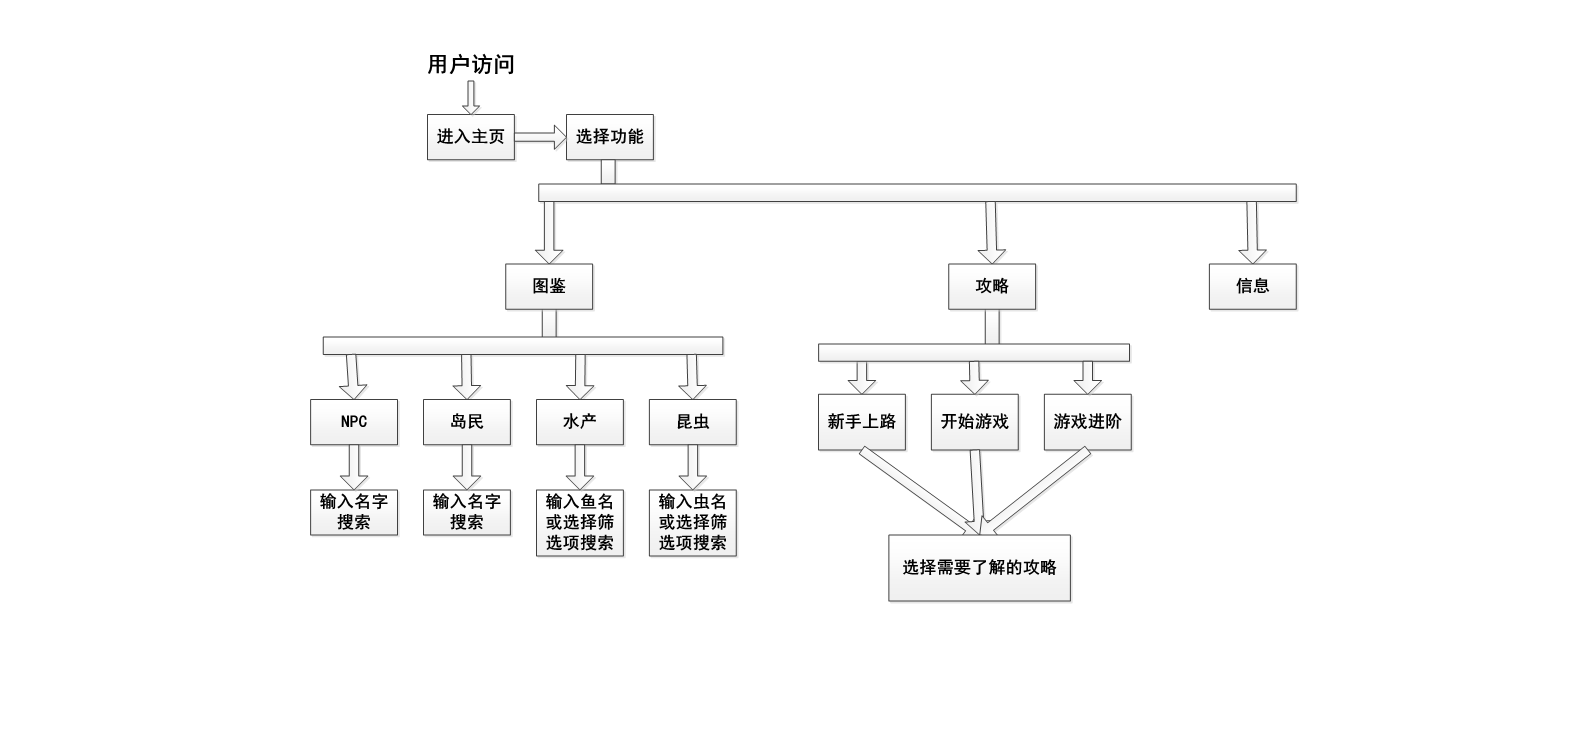 用户访问
进入主页
选择功能
图鉴
攻略
信息
NPC
岛民
水产
昆虫
新手上路
开始游戏
游戏进阶
输入名字
搜索
输入名字
搜索
输入鱼名
或选择筛
选项搜索
输入虫名
或选择筛
选项搜索
选择需要了解的攻略